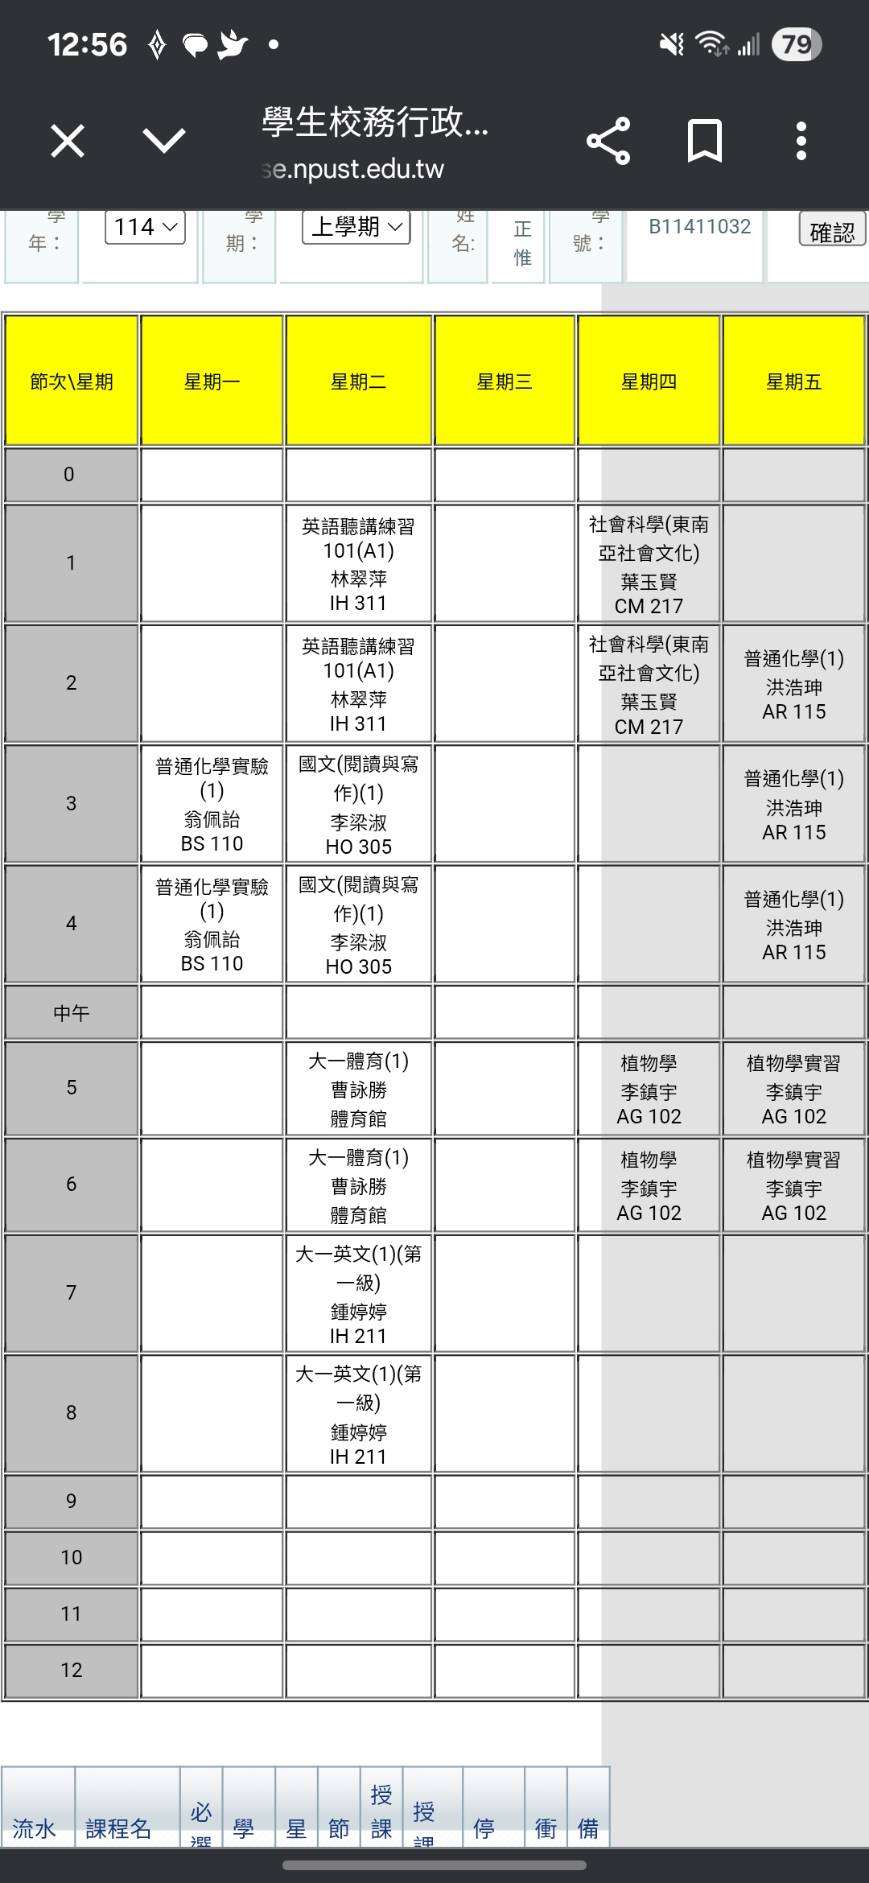 12:56
79
學生校務行政...
se.npust.edu.tw
學年：
114
學期：
上學期
姓名:
正惟
學號：
B11411032
確認
節次\星期 星期一 星期二 星期三 星期四 星期五
0
1
英語聽講練習
101(A1)
林翠萍
IH 311
社會科學(東南
亞社會文化)
葉玉賢
CM 217
2
英語聽講練習
101(A1)
林翠萍
IH 311
社會科學(東南
亞社會文化)
葉玉賢
CM 217
普通化學(1)
洪浩珅
AR 115
3
普通化學實驗
(1)
翁佩詒
BS 110
國文(閱讀與寫
作)(1)
李梁淑
HO 305
普通化學(1)
洪浩珅
AR 115
4
普通化學實驗
(1)
翁佩詒
BS 110
國文(閱讀與寫
作)(1)
李梁淑
HO 305
普通化學(1)
洪浩珅
AR 115
中午
5
大一體育(1)
曹詠勝
體育館
植物學
李鎮宇
AG 102
植物學實習
李鎮宇
AG 102
6
大一體育(1)
曹詠勝
體育館
植物學
李鎮宇
AG 102
植物學實習
李鎮宇
AG 102
7
大一英文(1)(第
一級)
鍾婷婷
IH 211
8
大一英文(1)(第
一級)
鍾婷婷
IH 211
9
10
11
12
流水 課程名 必選 學 星 節 授課 授課 停 衝 備